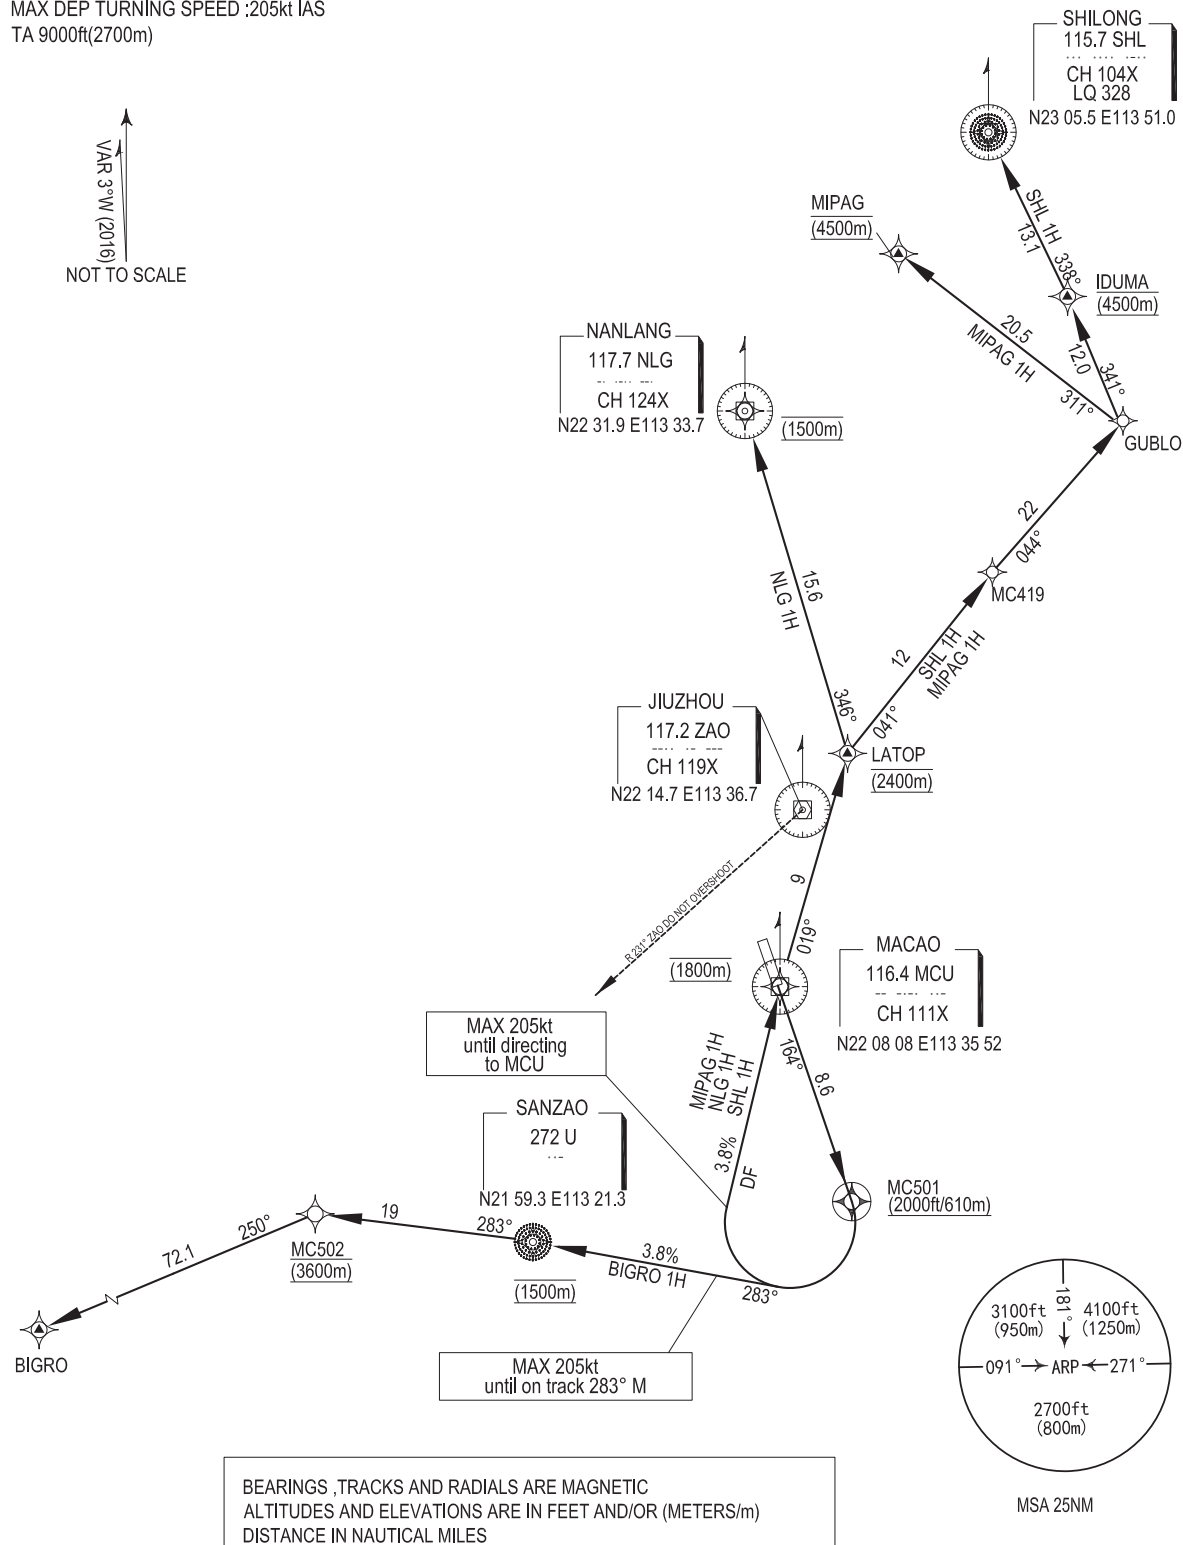 MAX DEP TURNING SPEED :205kt IAS
TA 9000ft(2700m)
VAR 3°W (2016)
NOT TO SCALE
SHILONG
115.7 SHL
CH 104X
LQ 328
N23 05.5 E113 51.0
SHL 1H
13.1
338°
MIPAG
(4500m)
IDUMA
(4500m)
20.5
MIPAG 1H
311°
12.0
341°
GUBLO
NANLANG
117.7 NLG
CH 124X
N22 31.9 E113 33.7
(1500m)
22
044°
MC419
15.6
NLG 1H
346°
12
SHL 1H
MIPAG 1H
041°
JIUZHOU
117.2 ZAO
CH 119X
N22 14.7 E113 36.7
LATOP
(2400m)
R 231° ZAO DO NOT OVERSHOOT
9
019°
(1800m)
MACAO
116.4 MCU
CH 111X
N22 08 08 E113 35 52
MAX 205kt
until directing
to MCU
MIPAG 1H
NLG 1H
SHL 1H
3.8%
DF
164°
8.6
SANZAO
272 U
N21 59.3 E113 21.3
MC501
(2000ft/610m)
72.1
250°
MC502
(3600m)
19
283°
(1500m)
3.8%
BIGRO 1H
283°
BIGRO
MAX 205kt
until on track 283° M
3100ft
(950m)
181°
4100ft
(1250m)
091°
ARP
271°
2700ft
(800m)
MSA 25NM
BEARINGS ,TRACKS AND RADIALS ARE MAGNETIC
ALTITUDES AND ELEVATIONS ARE IN FEET AND/OR (METERS/m)
DISTANCE IN NAUTICAL MILES